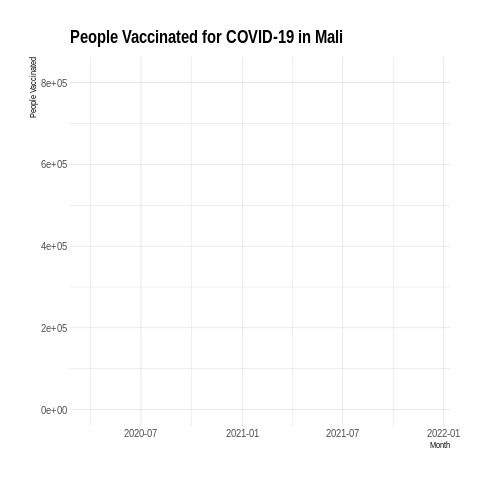 People Vaccinated for COVID-19 in Mali
People Vaccinated
8e+05
6e+05
4e+05
2e+05
0e+00
2020-07 2021-01 2021-07 2022-01
Month